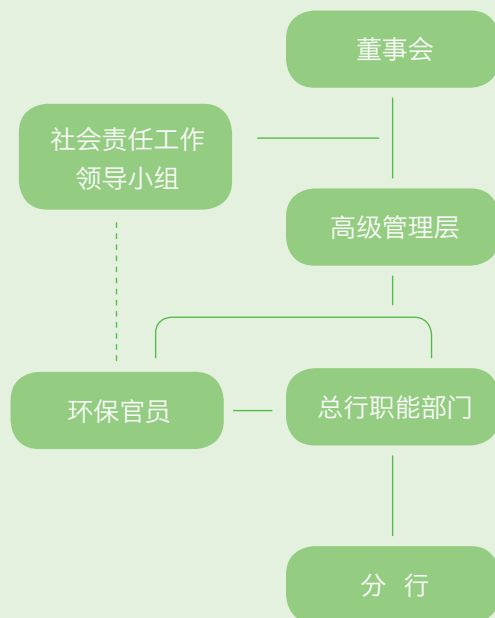 董事会
社会责任工作
领导小组
高级管理层
环保官员
总行职能部门
分 行